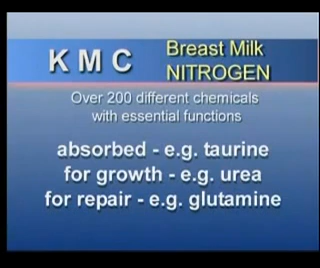 K M C
Breast Milk
NITROGEN
Over 200 different chemicals
with essential functions
absorbed - e.g. taurine
for growth - e.g. urea
for repair - e.g. glutamine